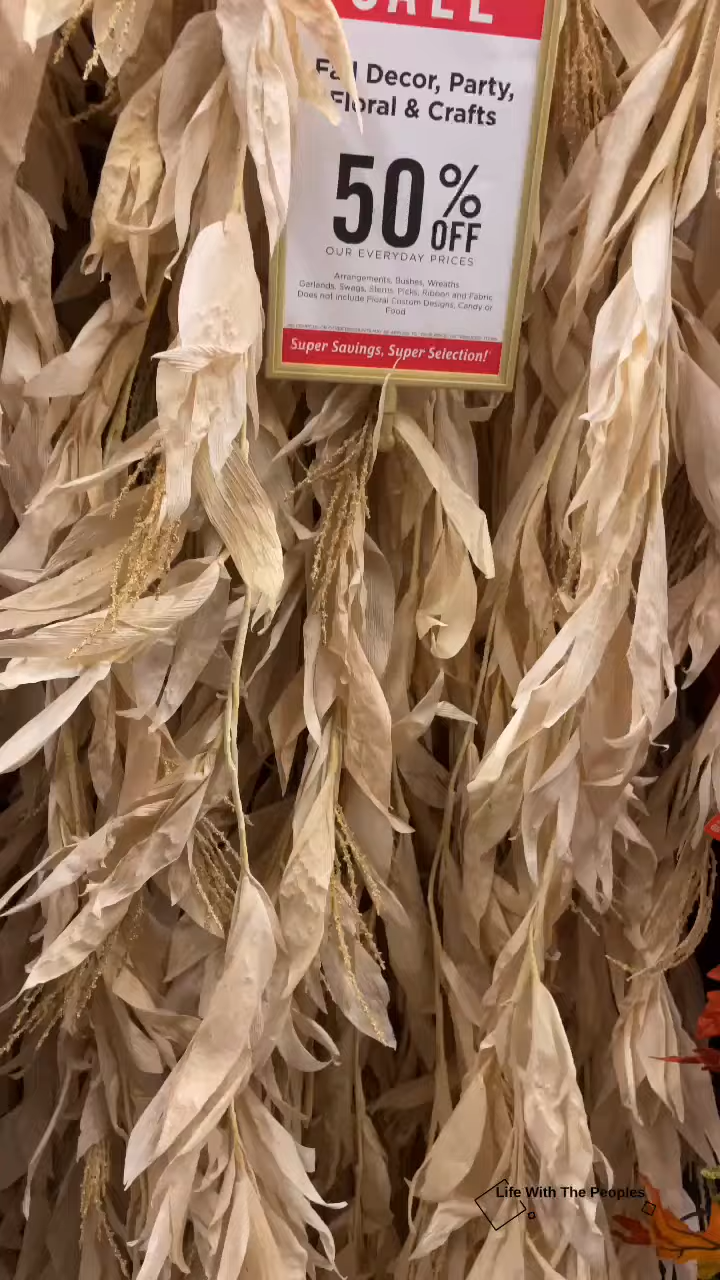 SALE
Fall Decor, Party,
Floral & Crafts
50% OFF
OUR EVERYDAY PRICES
Arrangements, Bushes, Wreaths
Garlands, Swags, Stems, Picks, Ribbon and Fabric
Does not include Floral Custom Designs, Candy or
Food
Super Savings, Super Selection!
Life With The Peoples